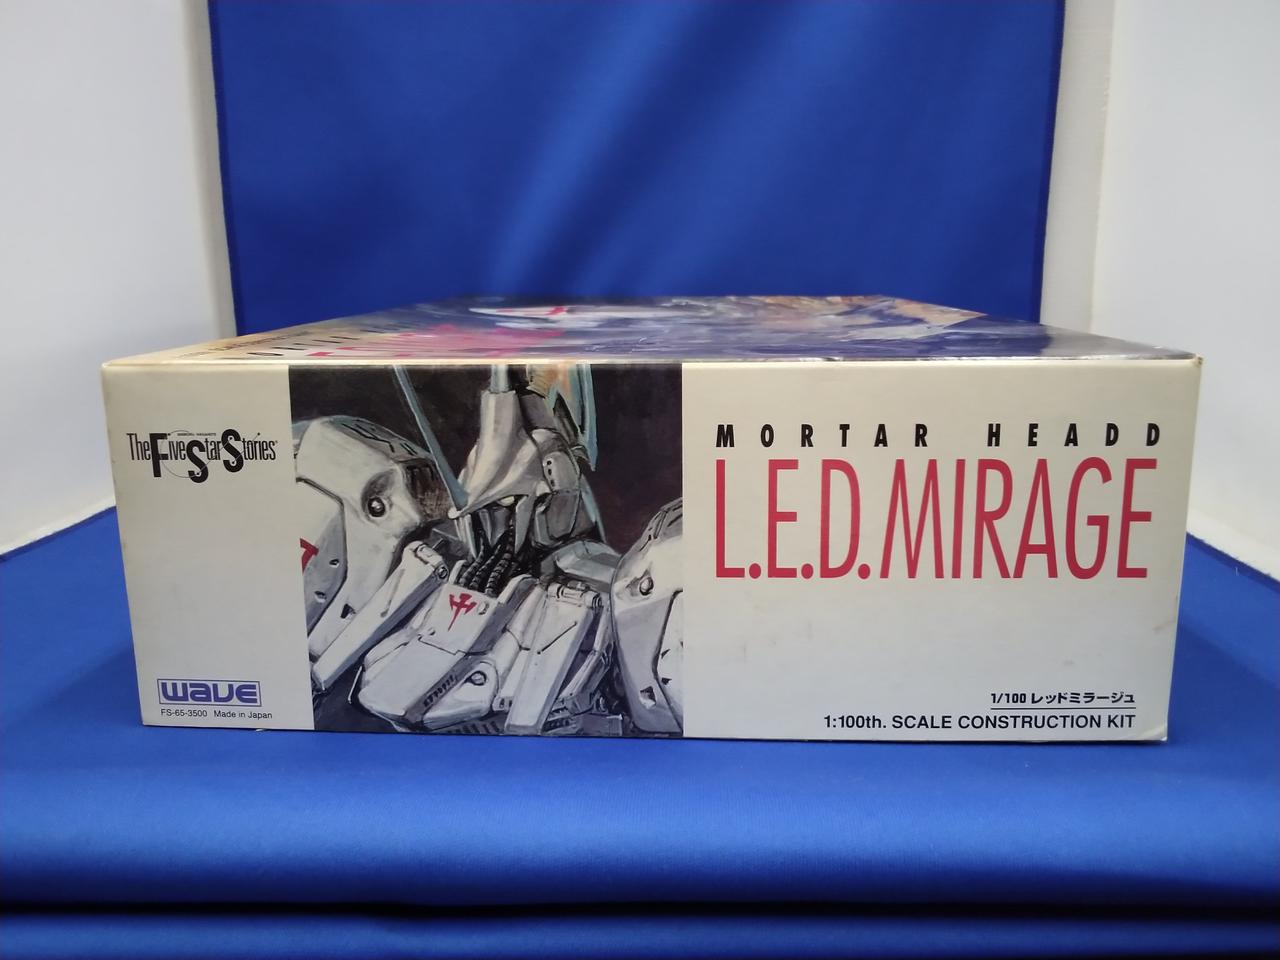 The Five Star Stories
MORTAR HEADD
L.E.D. MIRAGE
wave
FS-65-3500 Made in Japan
1/100 レッドミラージュ
1:100th. SCALE CONSTRUCTION KIT